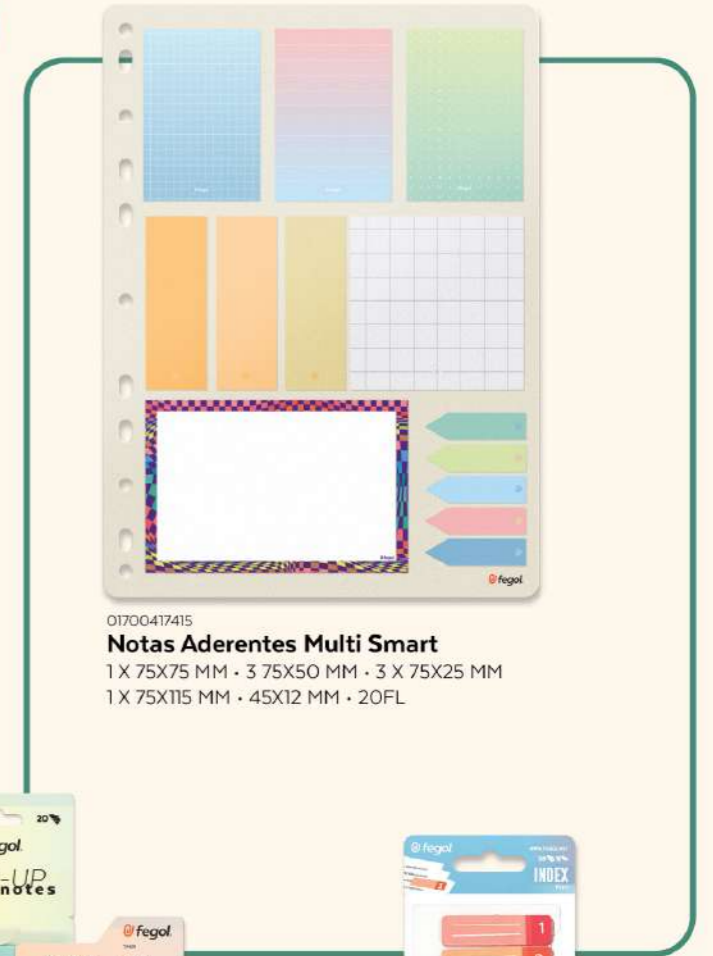 fegol
01700417415
Notas Aderentes Multi Smart
1 X 75X75 MM • 3 75X50 MM • 3 X 75X25 MM
1 X 75X115 MM • 45X12 MM • 20FL
20
gol
-UP
notes
fegol
fegol
INDEX
1